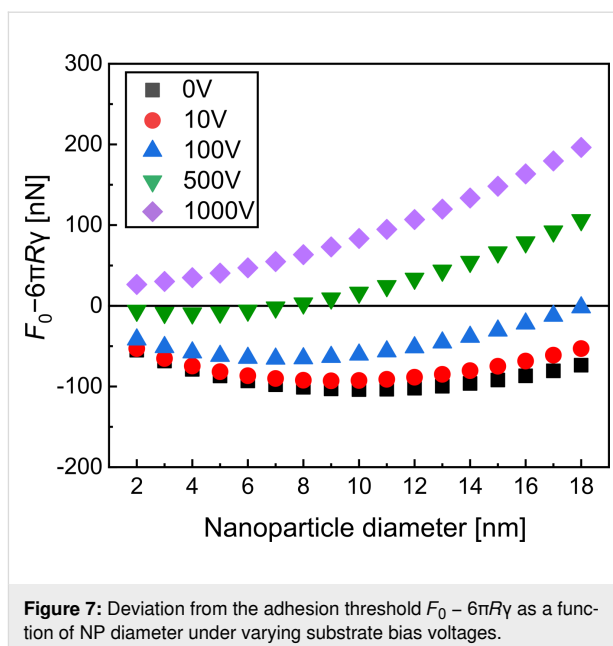 300
200
100
0
-100
-200
F₀−6πRγ [nN]
0V
10V
100V
500V
1000V
2 4 6 8 10 12 14 16 18
Nanoparticle diameter [nm]
Figure 7: Deviation from the adhesion threshold F₀ − 6πRγ as a func-
tion of NP diameter under varying substrate bias voltages.